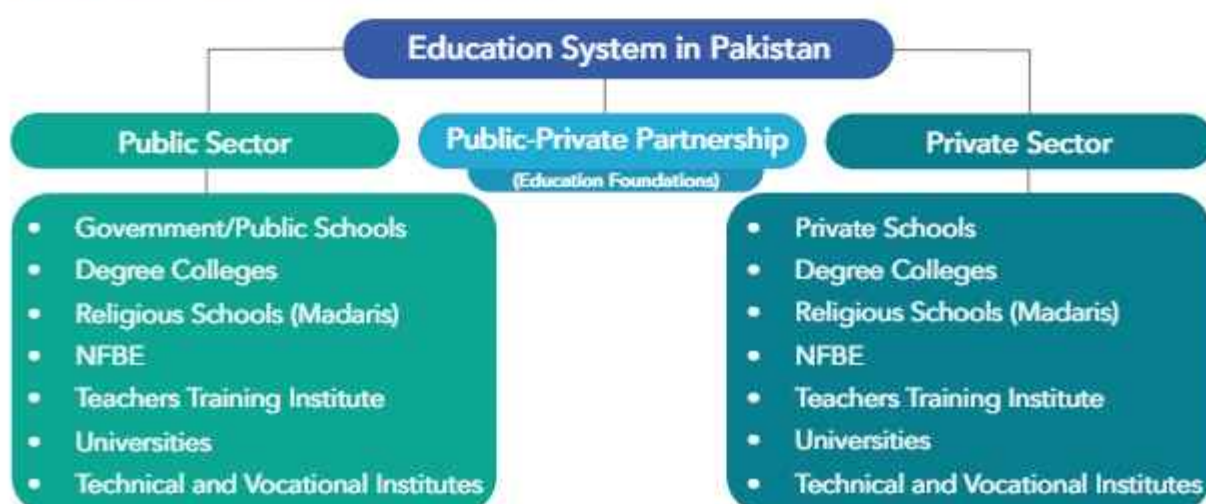 Education System in Pakistan
Public Sector
Public-Private Partnership
(Education Foundations)
Private Sector
• Government/Public Schools
• Degree Colleges
• Religious Schools (Madaris)
• NFBE
• Teachers Training Institute
• Universities
• Technical and Vocational Institutes
• Private Schools
• Degree Colleges
• Religious Schools (Madaris)
• NFBE
• Teachers Training Institute
• Universities
• Technical and Vocational Institutes